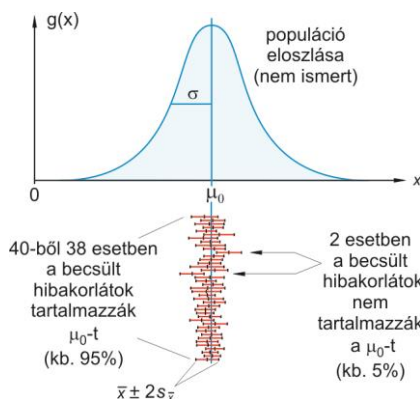 g(x)
populáció
eloszlása
(nem ismert)
σ
0
μ₀
x
40-ből 38 esetben
a becsült
hibakorlátok
tartalmazzák
μ₀-t
(kb. 95%)
2 esetben
a becsült
hibakorlátok
nem
tartalmazzák
a μ₀-t
(kb. 5%)
x̄ ± 2sx̄